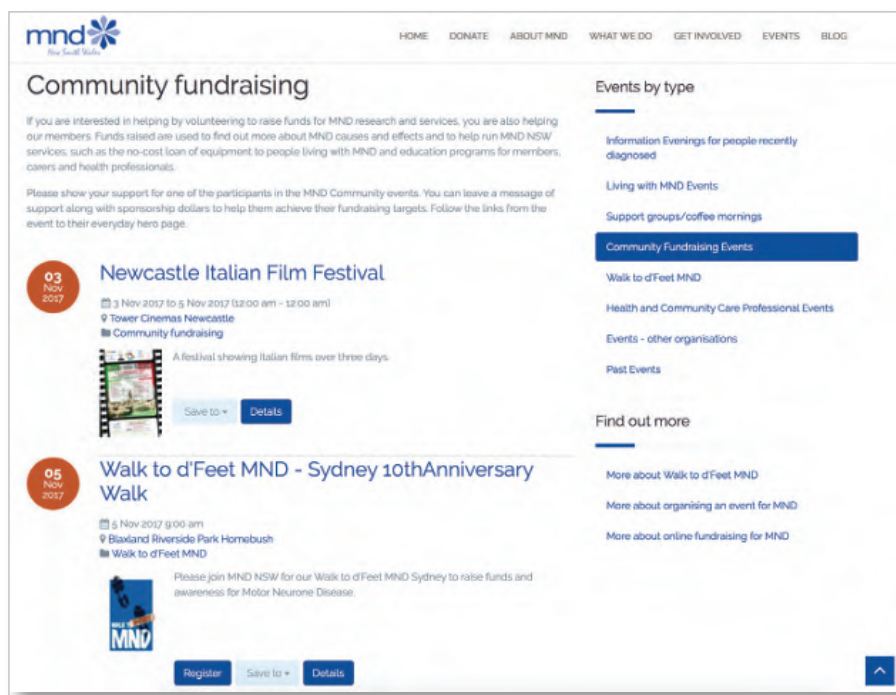 mnd
New South Wales
HOME DONATE ABOUT MND WHAT WE DO GET INVOLVED EVENTS BLOG
Community fundraising
If you are interested in helping by volunteering to raise funds for MND research and services, you are also helping
our members. Funds raised are used to find out more about MND causes and effects and to help run MND NSW
services, such as the no-cost loan of equipment to people living with MND and education programs for members,
carers and health professionals.
Please show your support for one of the participants in the MND Community events. You can leave a message of
support along with sponsorship dollars to help them achieve their fundraising targets. Follow the links from the
event to their everyday hero page.
03
Nov
2017
Newcastle Italian Film Festival
3 Nov 2017 to 5 Nov 2017 (12:00 am - 12:00 am)
Tower Cinemas Newcastle
Community fundraising
A festival showing Italian films over three days.
Save to
Details
05
Nov
2017
Walk to d'Feet MND - Sydney 10thAnniversary
Walk
5 Nov 2017 9:00 am
Blaxland Riverside Park Homebush
Walk to d'Feet MND
Please join MND NSW for our Walk to d'Feet MND Sydney to raise funds and
awareness for Motor Neurone Disease.
WALK TO
MND
Register
Save to
Details
Events by type
Information Evenings for people recently
diagnosed
Living with MND Events
Support groups/coffee mornings
Community Fundraising Events
Walk to d'Feet MND
Health and Community Care Professional Events
Events - other organisations
Past Events
Find out more
More about Walk to d'Feet MND
More about organising an event for MND
More about online fundraising for MND